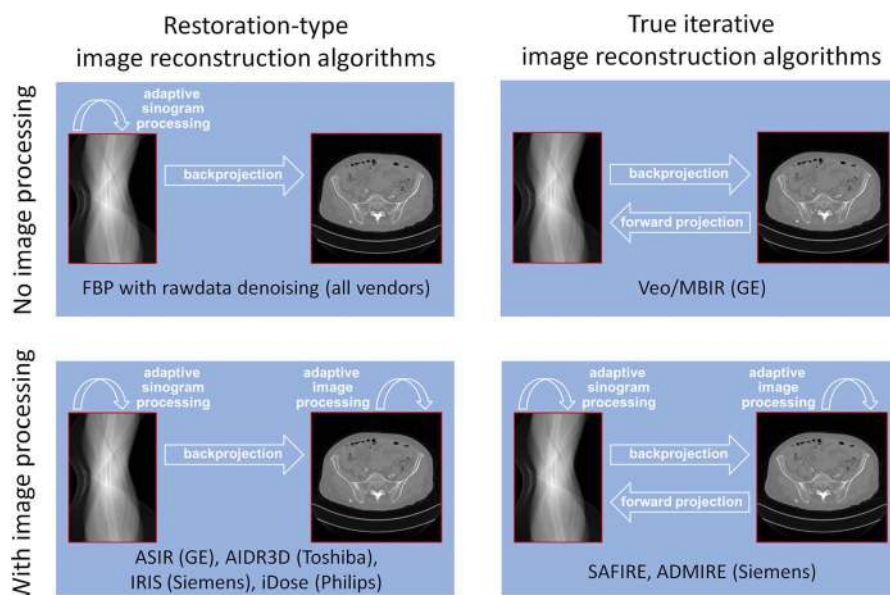 Restoration-type
image reconstruction algorithms
True iterative
image reconstruction algorithms
No image processing
adaptive
sinogram
processing
backprojection
FBP with rawdata denoising (all vendors)
backprojection
forward projection
Veo/MBIR (GE)
With image processing
adaptive
sinogram
processing
adaptive
image
processing
backprojection
ASIR (GE), AIDR3D (Toshiba),
IRIS (Siemens), iDose (Philips)
adaptive
sinogram
processing
adaptive
image
processing
backprojection
forward projection
SAFIRE, ADMIRE (Siemens)